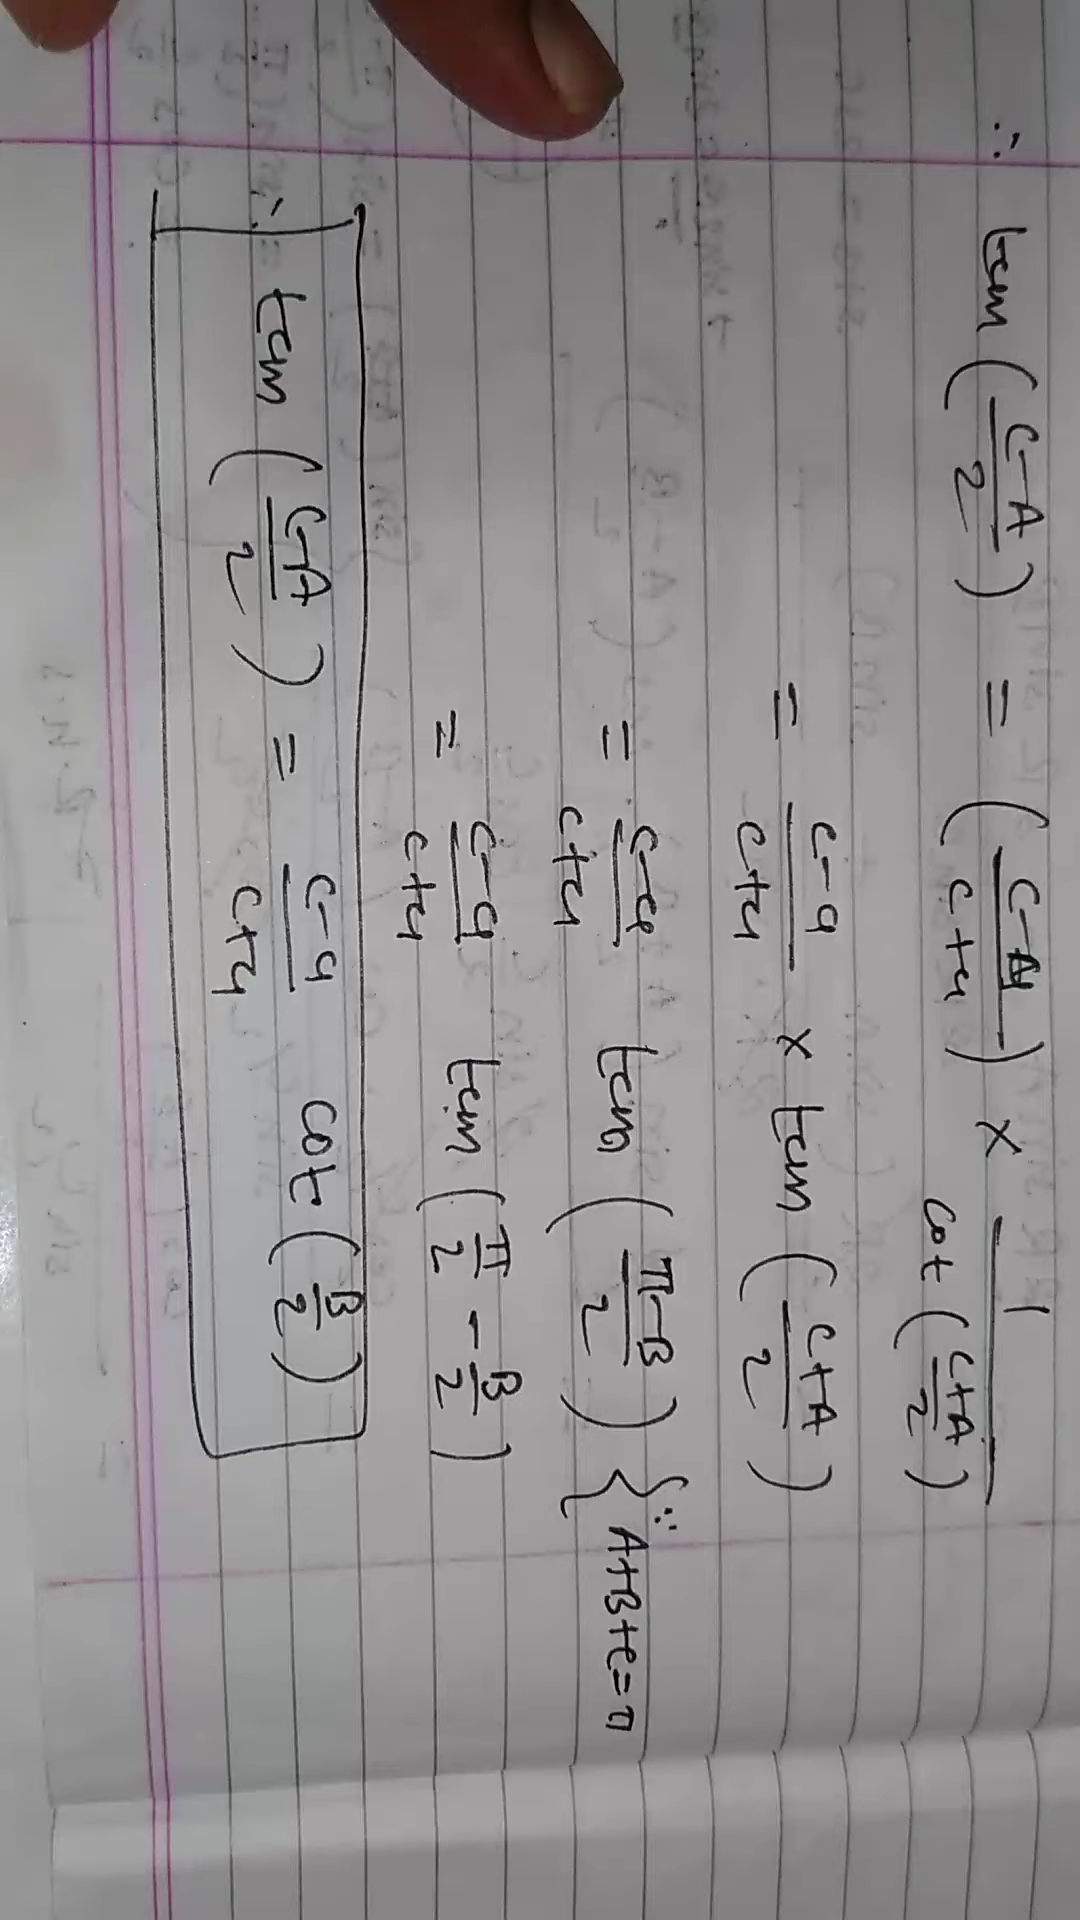 ∴ tan (C-A/2) = (c-a/c+a) × 1/cot (C+A/2)
= c-a/c+a × tan (C+A/2)
= c-a/c+a tan (π-B/2) {∵ A+B+C=π
= c-a/c+a tan (π/2 - B/2)
∴ tan (C-A/2) = c-a/c+a cot (B/2)